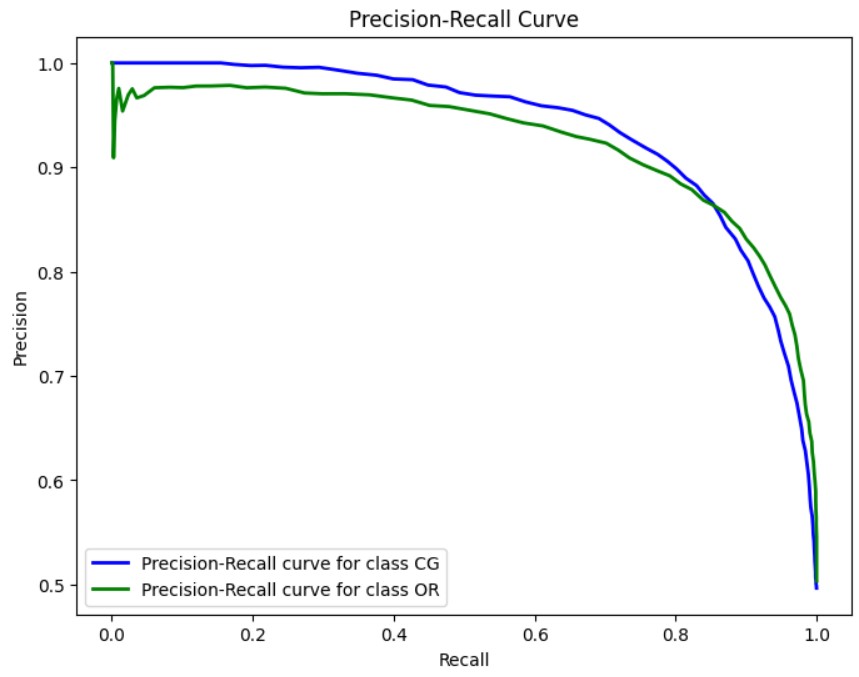 Precision-Recall Curve
Precision
1.0
0.9
0.8
0.7
0.6
0.5
Precision-Recall curve for class CG
Precision-Recall curve for class OR
0.0 0.2 0.4 0.6 0.8 1.0
Recall